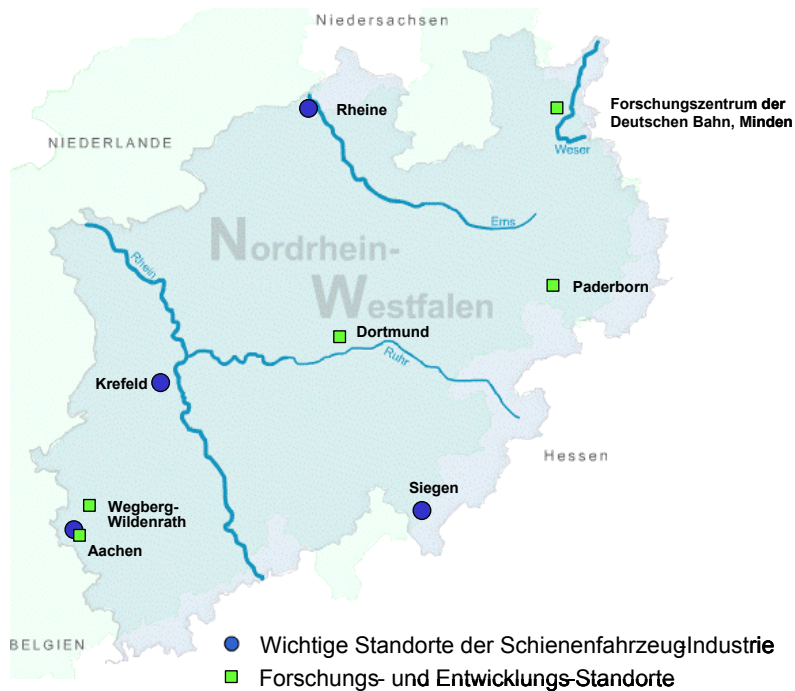 Niedersachsen
Rheine
Forschungszentrum der
Deutschen Bahn, Minden
NIEDERLANDE
Weser
Ems
Nordrhein-
Westfalen
Rhein
Paderborn
Dortmund
Ruhr
Krefeld
Hessen
Siegen
Wegberg-
Wildenrath
Aachen
BELGIEN
Wichtige Standorte der Schienenfahrzeug-Industrie
Forschungs- und Entwicklungs-Standorte